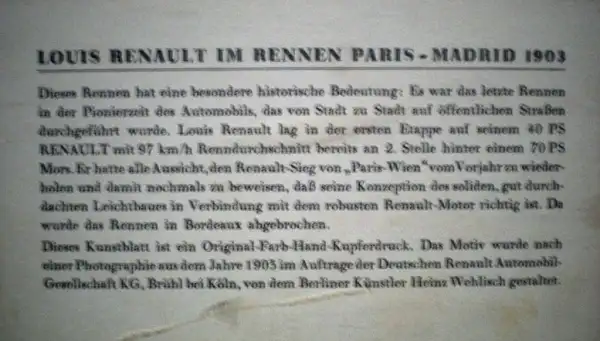 LOUIS RENAULT IM RENNEN PARIS - MADRID 1903
Dieses Rennen hat eine besondere historische Bedeutung: Es war das letzte Rennen
in der Pionierzeit des Automobils, das von Stadt zu Stadt auf öffentlichen Straßen
durchgeführt wurde. Louis Renault lag in der ersten Etappe auf seinem 40 PS
RENAULT mit 97 km/h Renndurchschnitt bereits an 2. Stelle hinter einem 70 PS
Mors. Er hatte alle Aussicht, den Renault-Sieg von „Paris-Wien" vom Vorjahr zu wieder-
holen und damit nochmals zu beweisen, daß seine Konzeption des soliden, gut durch-
dachten Leichtbaues in Verbindung mit dem robusten Renault-Motor richtig ist. Da
wurde das Rennen in Bordeaux abgebrochen.
Dieses Kunstblatt ist ein Original-Farb-Hand-Kupferdruck. Das Motiv wurde nach
einer Photographie aus dem Jahre 1903 im Auftrage der Deutschen Renault Automobil-
Gesellschaft KG, Brühl bei Köln, von dem Berliner Künstler Heinz Wehlisch gestaltet.